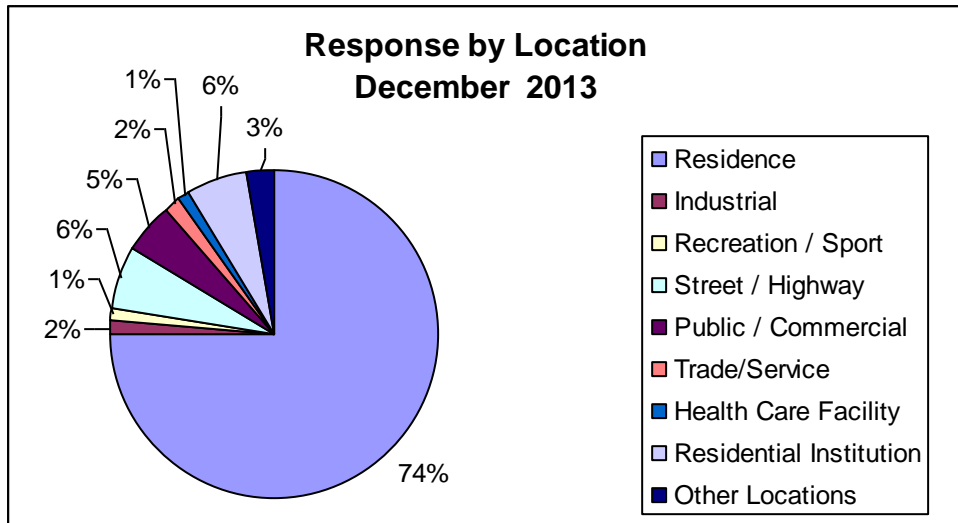 Response by Location
December 2013
1%
6%
2%
3%
5%
6%
1%
2%
74%
Residence
Industrial
Recreation / Sport
Street / Highway
Public / Commercial
Trade/Service
Health Care Facility
Residential Institution
Other Locations